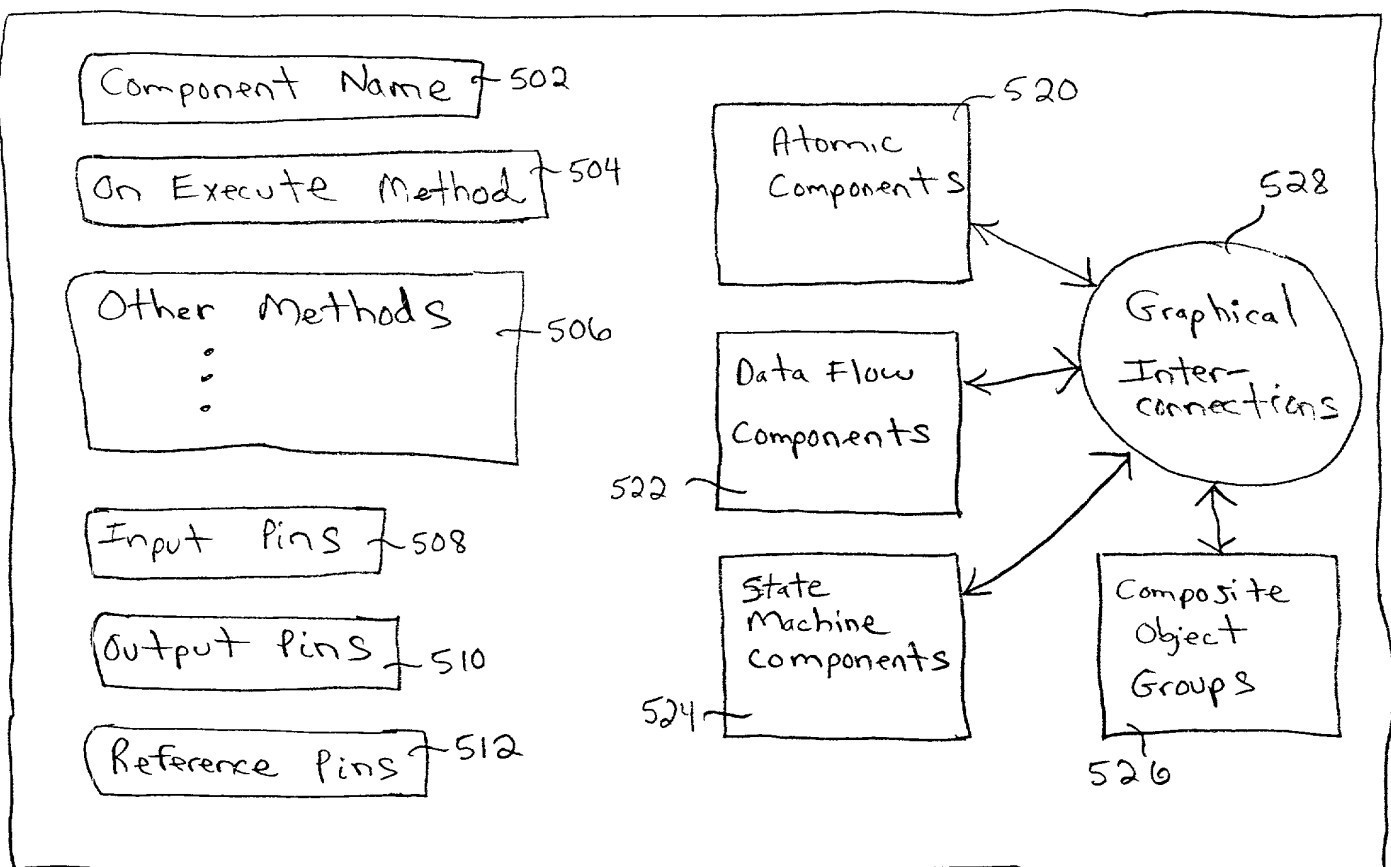 Component Name
502
On Execute Method
504
Other Methods
506
Input Pins
508
Output Pins
510
Reference Pins
512
520
Atomic
Components
528
Graphical
Inter-
connections
Data Flow
Components
522
State
Machine
Components
524
Composite
Object
Groups
526